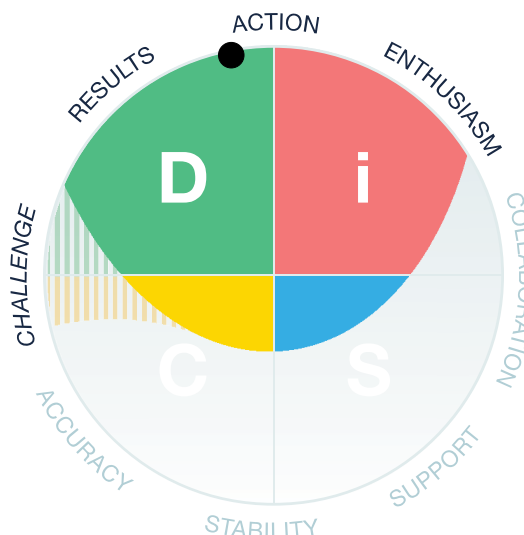 ACTION
RESULTS
ENTHUSIASM
D
i
CHALLENGE
COLLABORATION
C
S
ACCURACY
SUPPORT
STABILITY